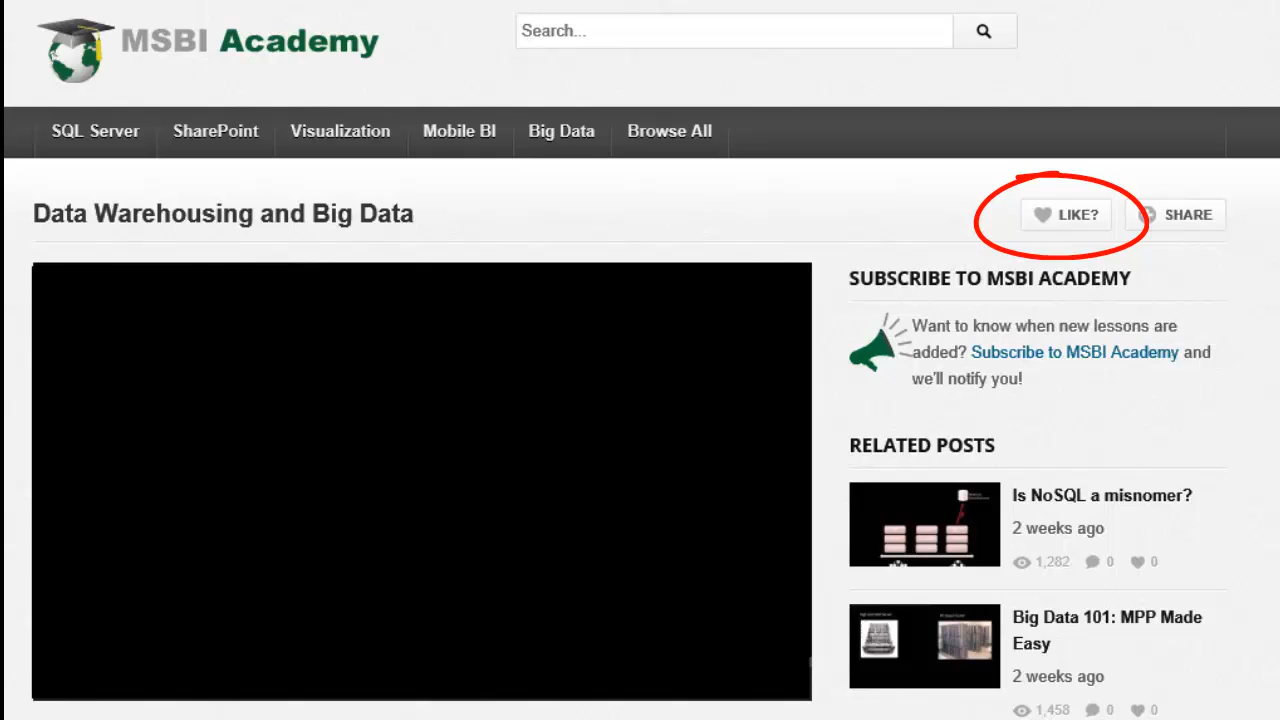 MSBI Academy
Search...
SQL Server
SharePoint
Visualization
Mobile BI
Big Data
Browse All
Data Warehousing and Big Data
LIKE?
SHARE
SUBSCRIBE TO MSBI ACADEMY
Want to know when new lessons are
added? Subscribe to MSBI Academy and
we'll notify you!
RELATED POSTS
Is NoSQL a misnomer?
2 weeks ago
1,282
0
0
Big Data 101: MPP Made
Easy
2 weeks ago
1,458
0
0